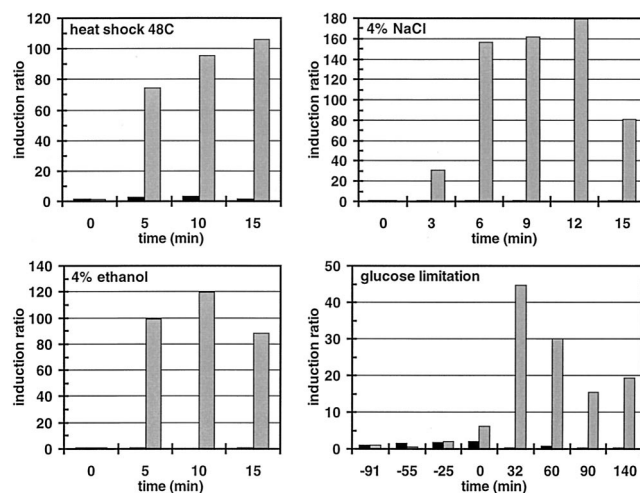 heat shock 48C
induction ratio
120
100
80
60
40
20
0
0 5 10 15
time (min)
4% NaCl
induction ratio
180
160
140
120
100
80
60
40
20
0
0 3 6 9 12 15
time (min)
4% ethanol
induction ratio
140
120
100
80
60
40
20
0
0 5 10 15
time (min)
glucose limitation
induction ratio
50
40
30
20
10
0
-91 -55 -25 0 32 60 90 140
time (min)